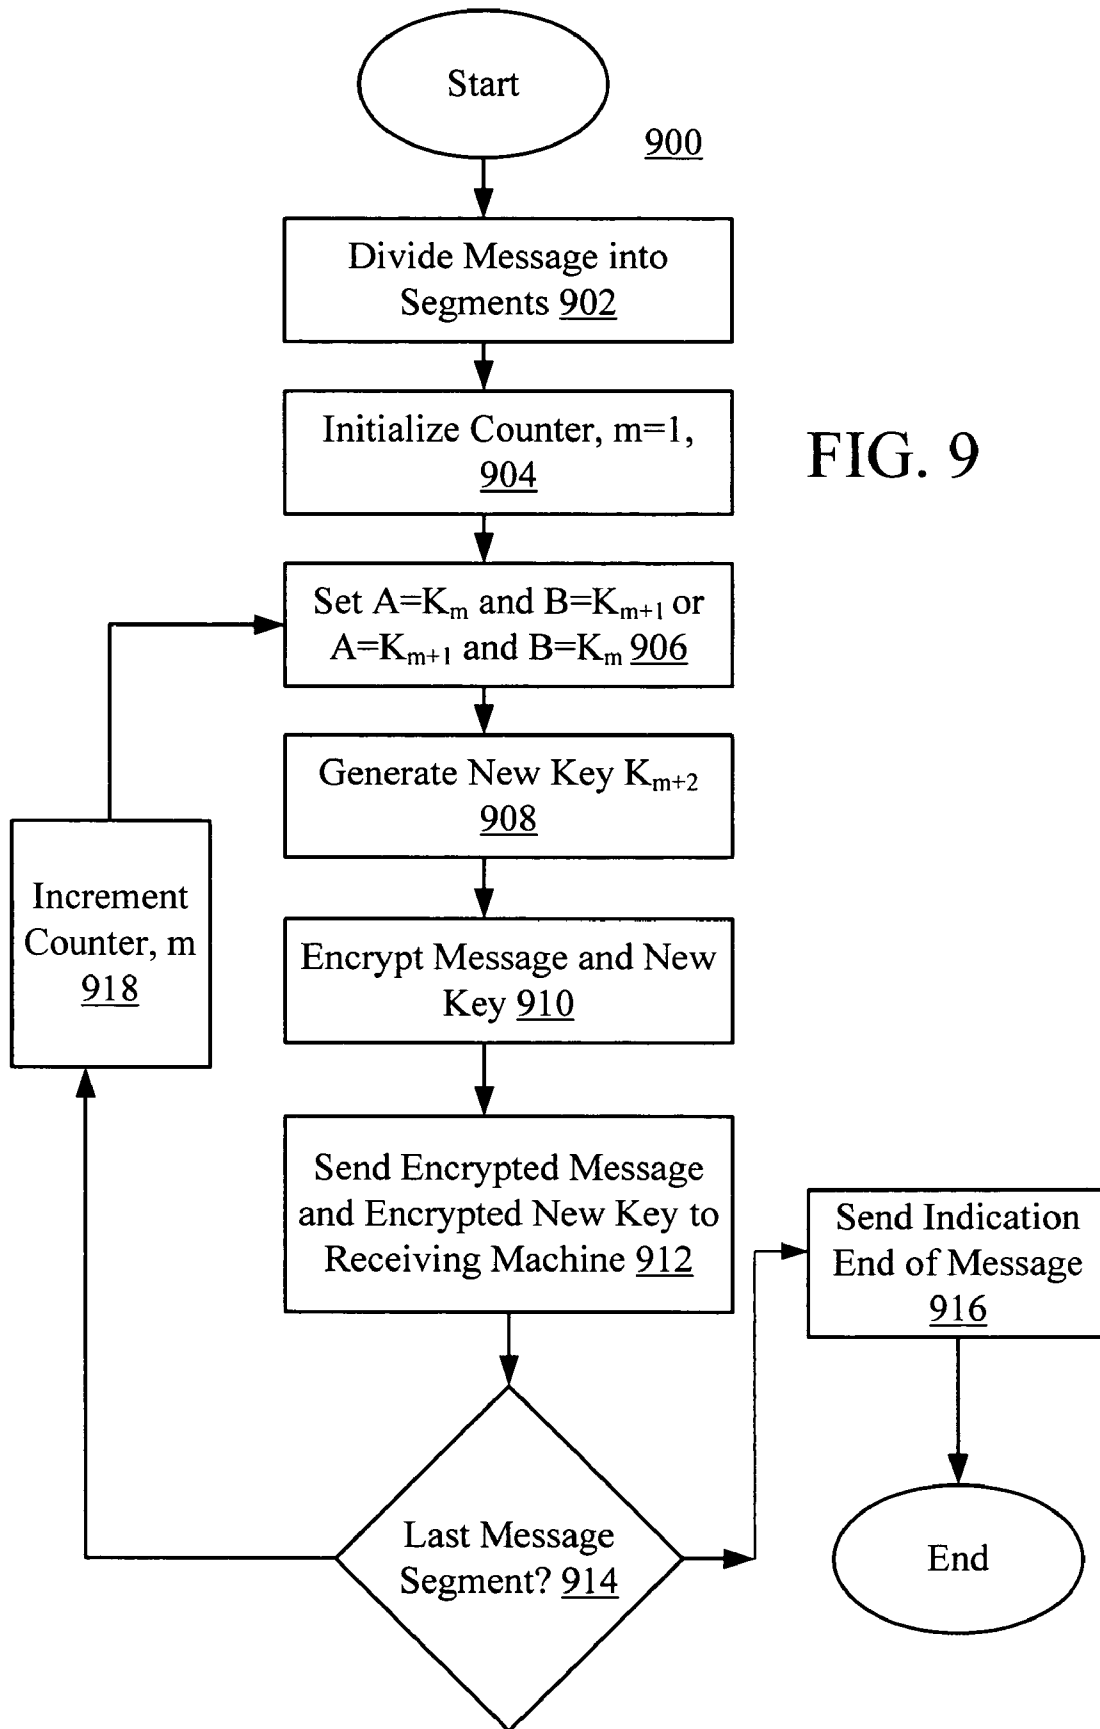 Start
900
Divide Message into
Segments 902
Initialize Counter, m=1,
904
FIG. 9
Set A=Kₘ and B=Kₘ₊₁ or
A=Kₘ₊₁ and B=Kₘ 906
Generate New Key Kₘ₊₂
908
Increment
Counter, m
918
Encrypt Message and New
Key 910
Send Encrypted Message
and Encrypted New Key to
Receiving Machine 912
Send Indication
End of Message
916
Last Message
Segment? 914
End